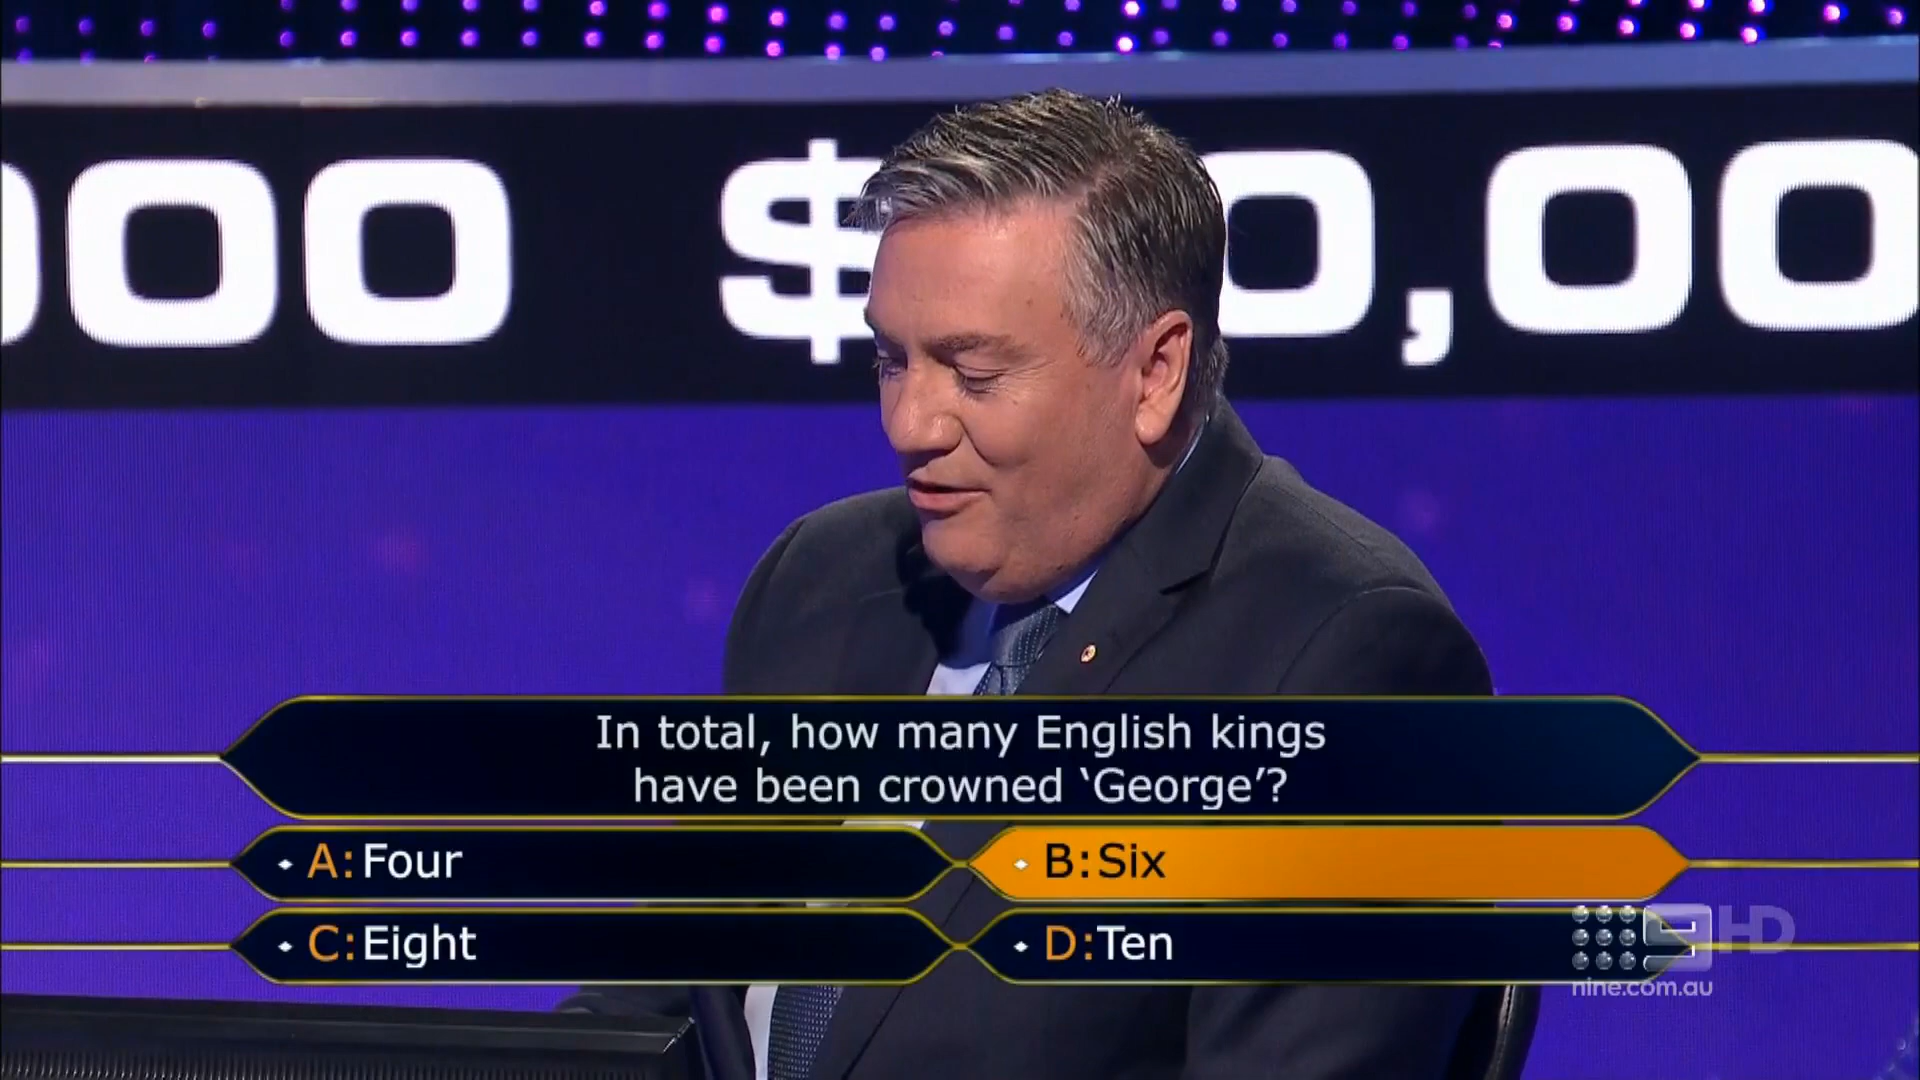 000 $ 0,00
In total, how many English kings
have been crowned ‘George’?
A:Four
B:Six
C:Eight
D:Ten
9HD
nine.com.au